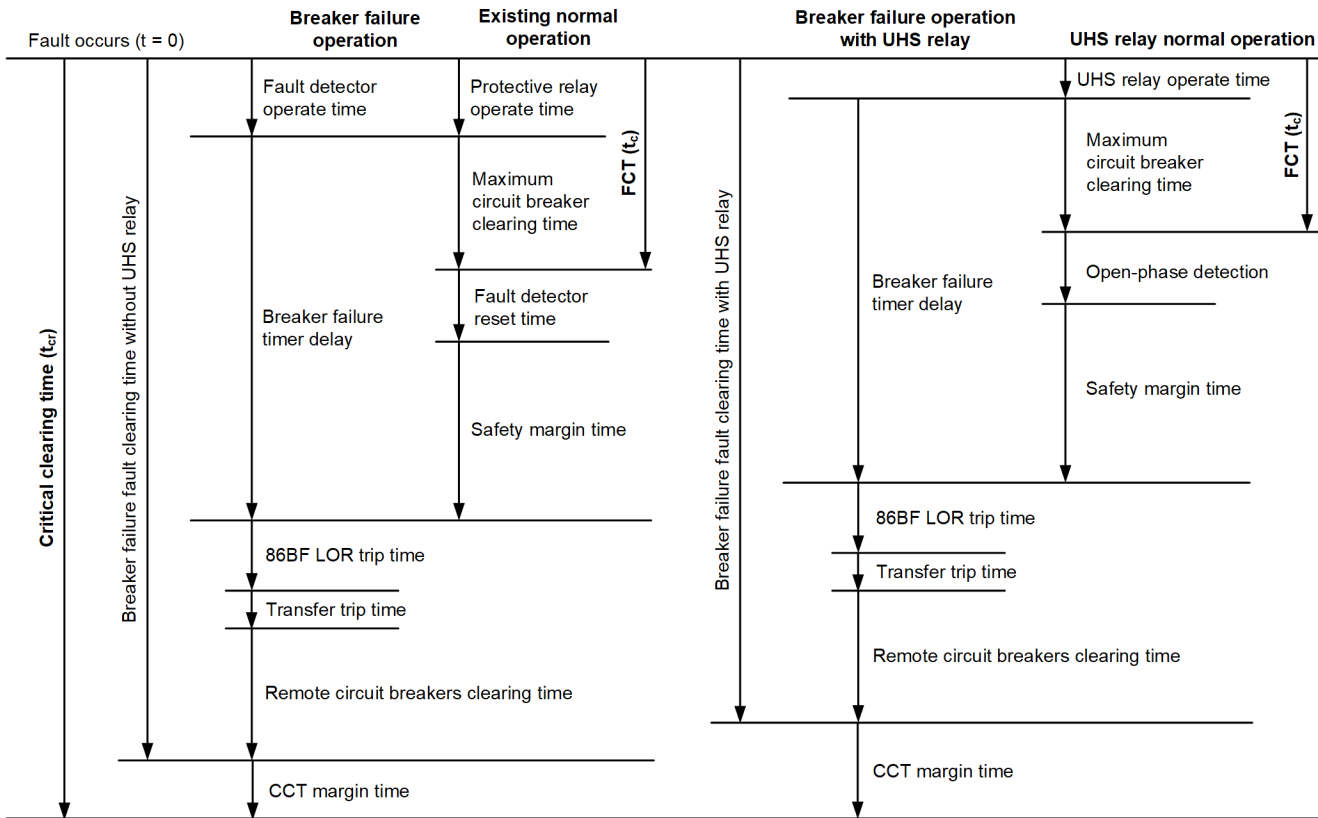 Fault occurs (t = 0)
Breaker failure
operation
Existing normal
operation
Breaker failure operation
with UHS relay
UHS relay normal operation
Fault detector
operate time
Protective relay
operate time
FCT (tc)
Maximum
circuit breaker
clearing time
Fault detector
reset time
Breaker failure
timer delay
Safety margin time
Critical clearing time (tcr)
Breaker failure fault clearing time without UHS relay
86BF LOR trip time
Transfer trip time
Remote circuit breakers clearing time
CCT margin time
UHS relay operate time
Maximum
circuit breaker
clearing time
FCT (tc)
Open-phase detection
Breaker failure
timer delay
Safety margin time
Breaker failure fault clearing time with UHS relay
86BF LOR trip time
Transfer trip time
Remote circuit breakers clearing time
CCT margin time